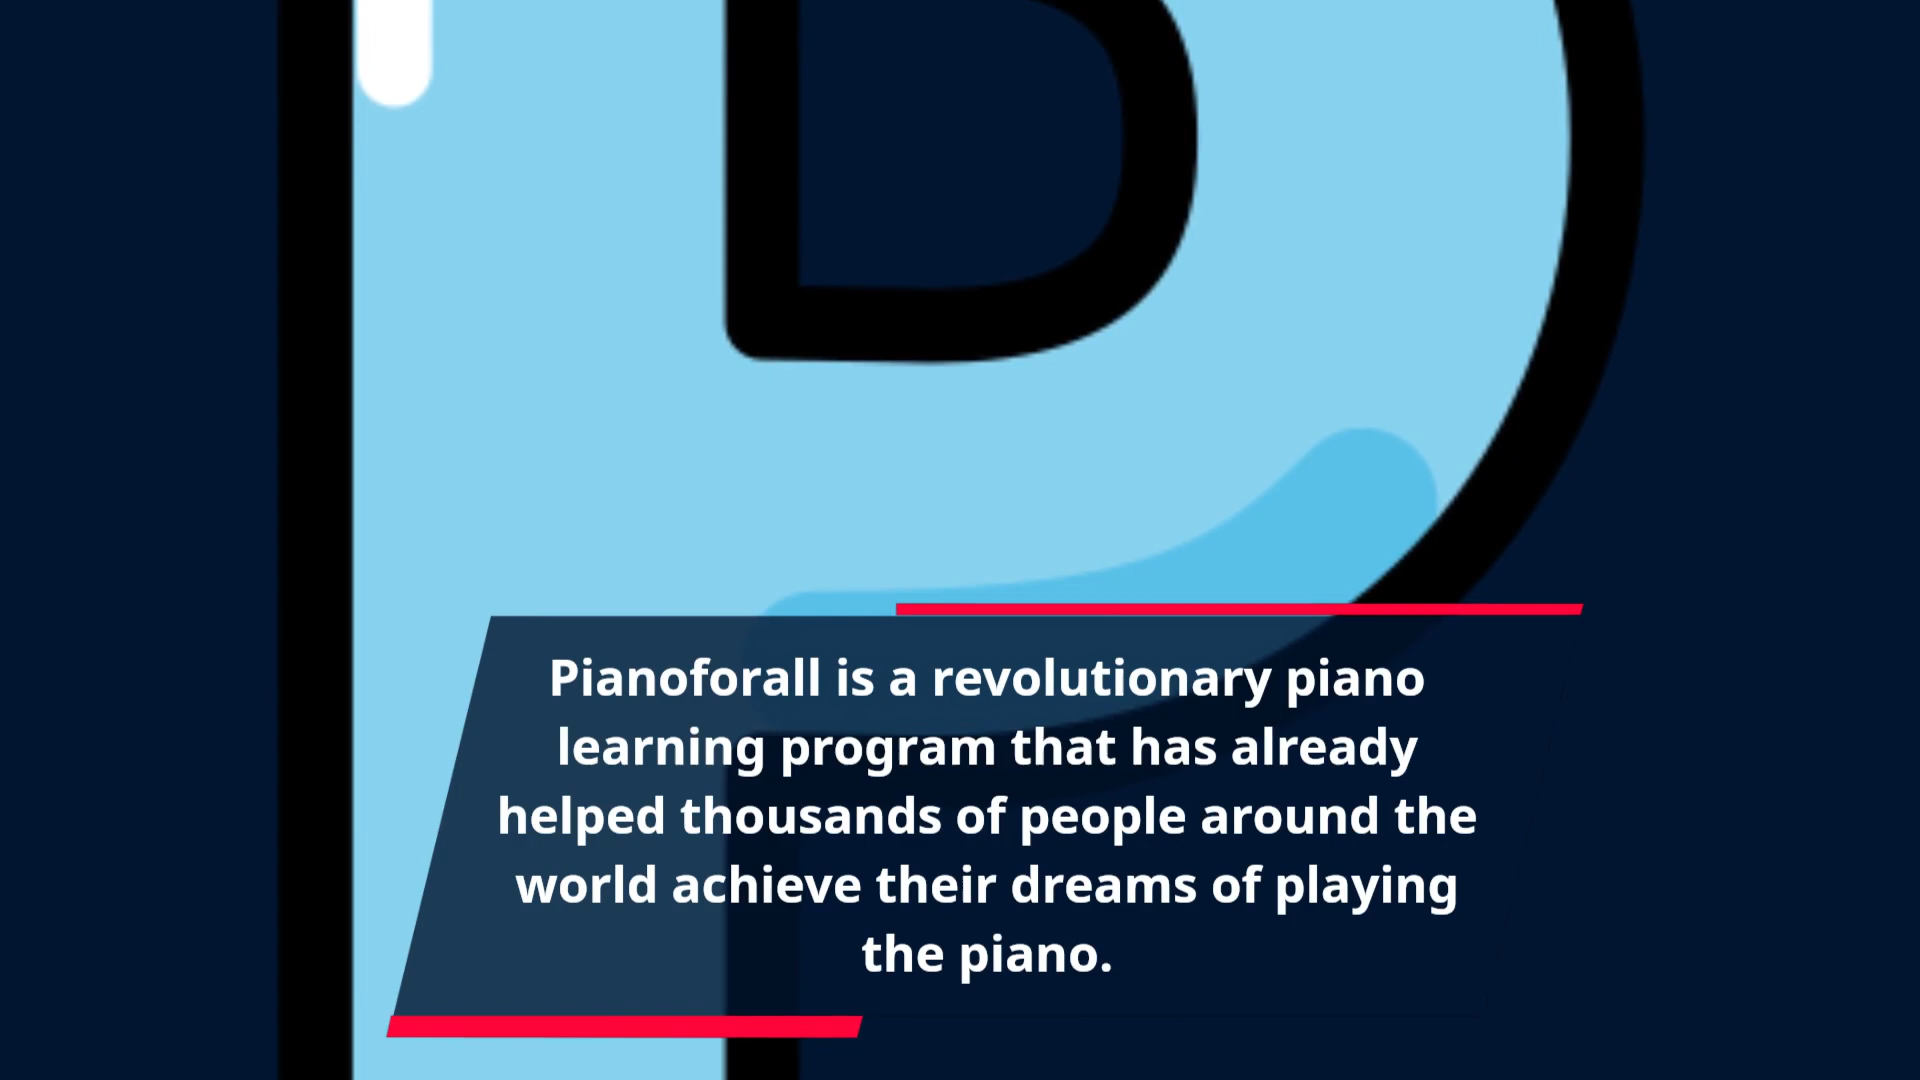 Pianoforall is a revolutionary piano
learning program that has already
helped thousands of people around the
world achieve their dreams of playing
the piano.